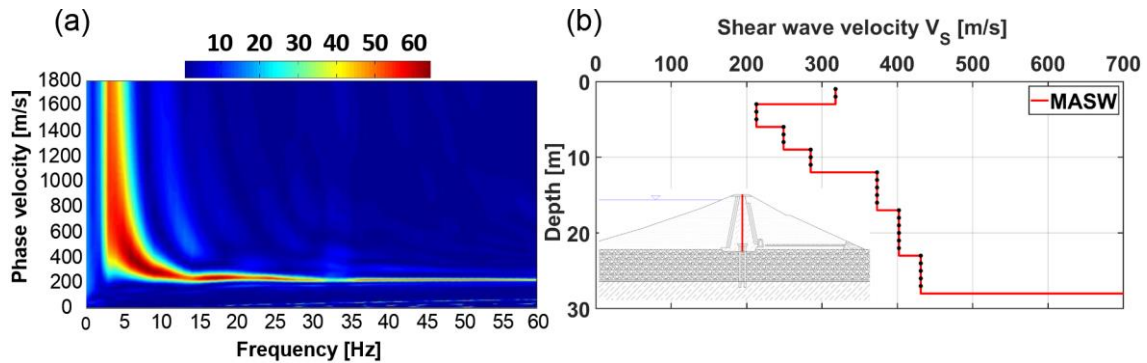 (a)
10 20 30 40 50 60
Phase velocity [m/s]
1800
1600
1400
1200
1000
800
600
400
200
0
0 5 10 15 20 25 30 35 40 45 50 55 60
Frequency [Hz]
(b)
Shear wave velocity V_S [m/s]
0 100 200 300 400 500 600 700
MASW
Depth [m]
0
10
20
30